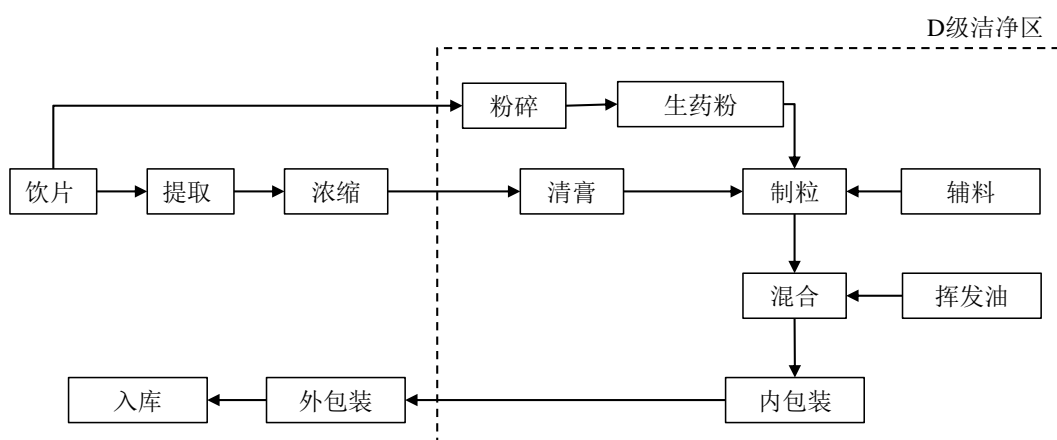 D级洁净区
粉碎
生药粉
饮片
提取
浓缩
清膏
制粒
辅料
混合
挥发油
入库
外包装
内包装